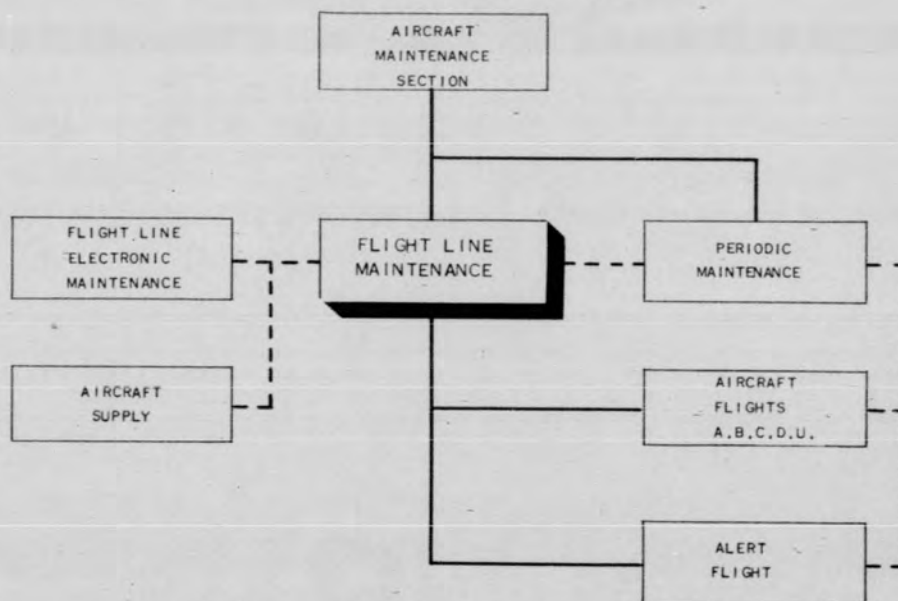 AIRCRAFT
MAINTENANCE
SECTION
FLIGHT LINE
ELECTRONIC
MAINTENANCE
FLIGHT LINE
MAINTENANCE
PERIODIC
MAINTENANCE
AIRCRAFT
SUPPLY
AIRCRAFT
FLIGHTS
A.B.C.D.U.
ALERT
FLIGHT